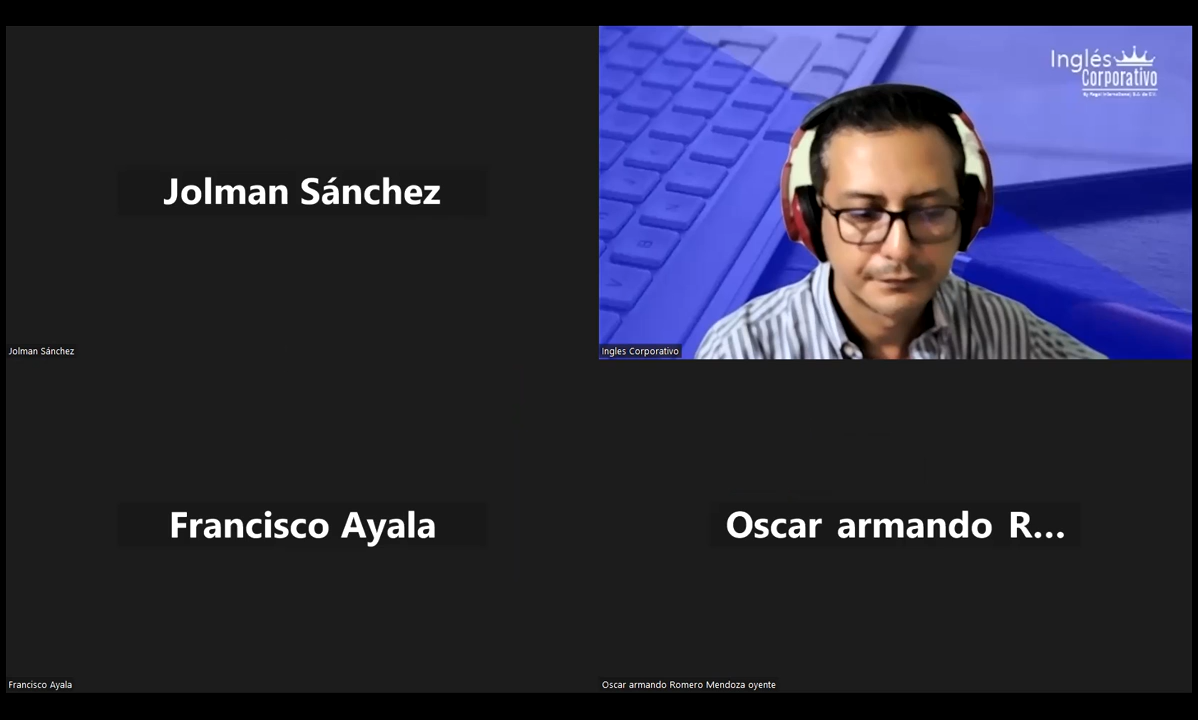 Jolman Sánchez
Jolman Sánchez
Inglés
Corporativo
Ingles Corporativo
Francisco Ayala
Francisco Ayala
Oscar armando R...
Oscar armando Romero Mendoza oyente